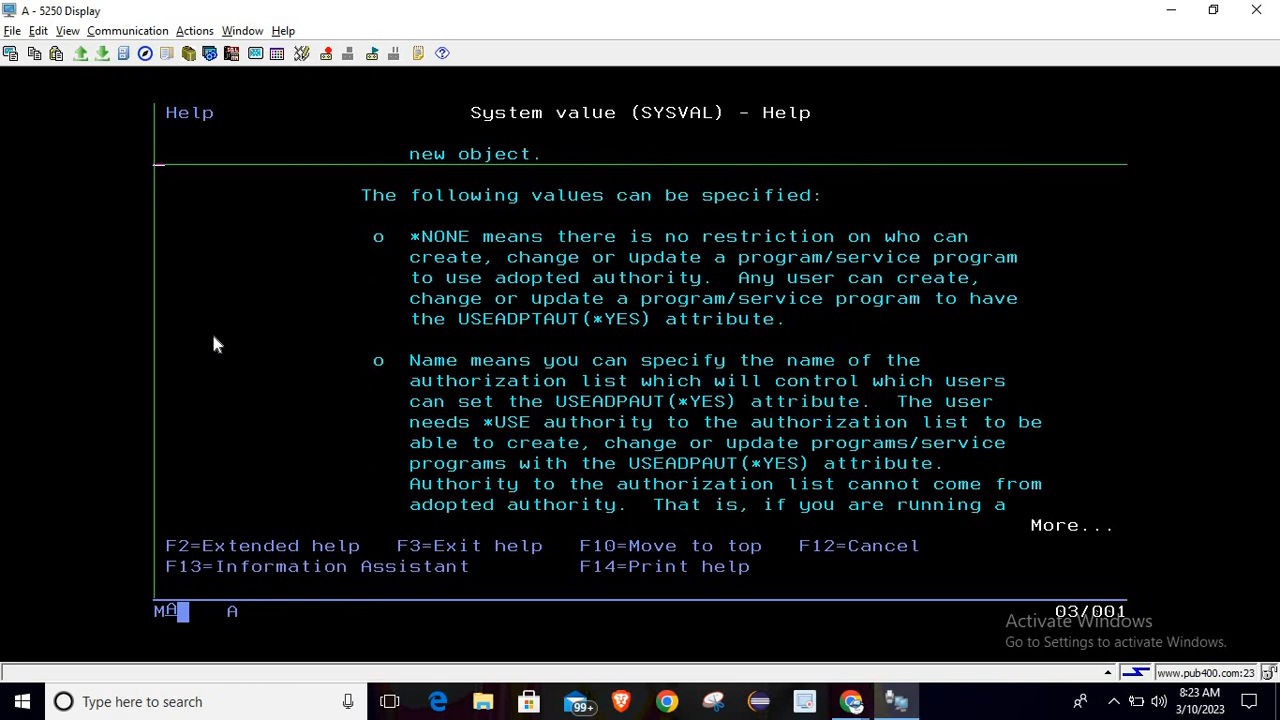 A - 5250 Display
File Edit View Communication Actions Window Help
Help System value (SYSVAL) - Help
new object.
The following values can be specified:
o *NONE means there is no restriction on who can
create, change or update a program/service program
to use adopted authority. Any user can create,
change or update a program/service program to have
the USEADPTAUT(*YES) attribute.
o Name means you can specify the name of the
authorization list which will control which users
can set the USEADPAUT(*YES) attribute. The user
needs *USE authority to the authorization list to be
able to create, change or update programs/service
programs with the USEADPAUT(*YES) attribute.
Authority to the authorization list cannot come from
adopted authority. That is, if you are running a
More...
F2=Extended help F3=Exit help F10=Move to top F12=Cancel
F13=Information Assistant F14=Print help
MA A 03/001
Activate Windows
Go to Settings to activate Windows.
www.pub400.com:23
Type here to search
99+
8:23 AM
3/10/2023